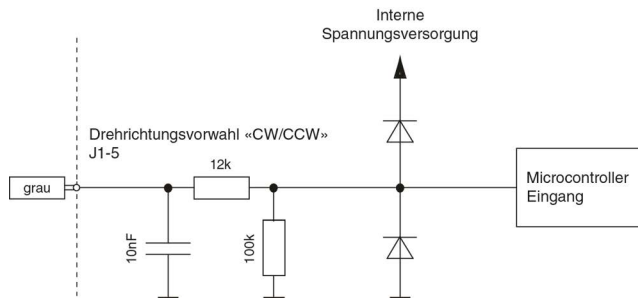 Interne
Spannungsversorgung
Drehrichtungsvorwahl «CW/CCW»
J1-5
12k
grau
Microcontroller
Eingang
10nF
100k